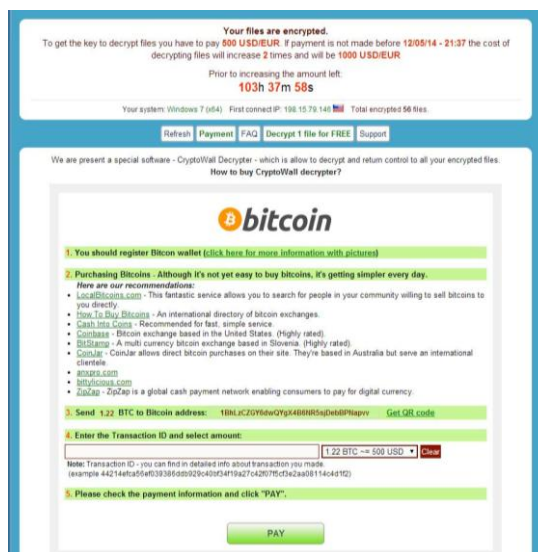 Your files are encrypted.
To get the key to decrypt files you have to pay 500 USD/EUR. If payment is not made before 12/05/14 - 21:37 the cost of
decrypting files will increase 2 times and will be 1000 USD/EUR
Prior to increasing the amount left:
103h 37m 58s
Your system: Windows 7 (x64) First connect IP: 198.15.79.146 Total encrypted 56 files.
Refresh Payment FAQ Decrypt 1 file for FREE Support
We are present a special software - CryptoWall Decrypter - which is allow to decrypt and return control to all your encrypted files.
How to buy CryptoWall decrypter?
bitcoin
1. You should register Bitcon wallet (click here for more information with pictures)
2. Purchasing Bitcoins - Although it's not yet easy to buy bitcoins, it's getting simpler every day.
Here are our recommendations:
• LocalBitcoins.com - This fantastic service allows you to search for people in your community willing to sell bitcoins to
you directly.
• How To Buy Bitcoins - An international directory of bitcoin exchanges.
• Cash Into Coins - Recommended for fast, simple service.
• Coinbase - Bitcoin exchange based in the United States. (Highly rated).
• BitStamp - A multi currency bitcoin exchange based in Slovenia. (Highly rated).
• CoinJar - CoinJar allows direct bitcoin purchases on their site. They're based in Australia but serve an international
clientele.
• anxpro.com
• bittylicious.com
• ZipZap - ZipZap is a global cash payment network enabling consumers to pay for digital currency.
3. Send 1.22 BTC to Bitcoin address: Get QR code
4. Enter the Transaction ID and select amount:
1.22 BTC ~= 500 USD Clear
Note: Transaction ID - you can find in detailed info about transaction you made.
(example
5. Please check the payment information and click "PAY".
PAY